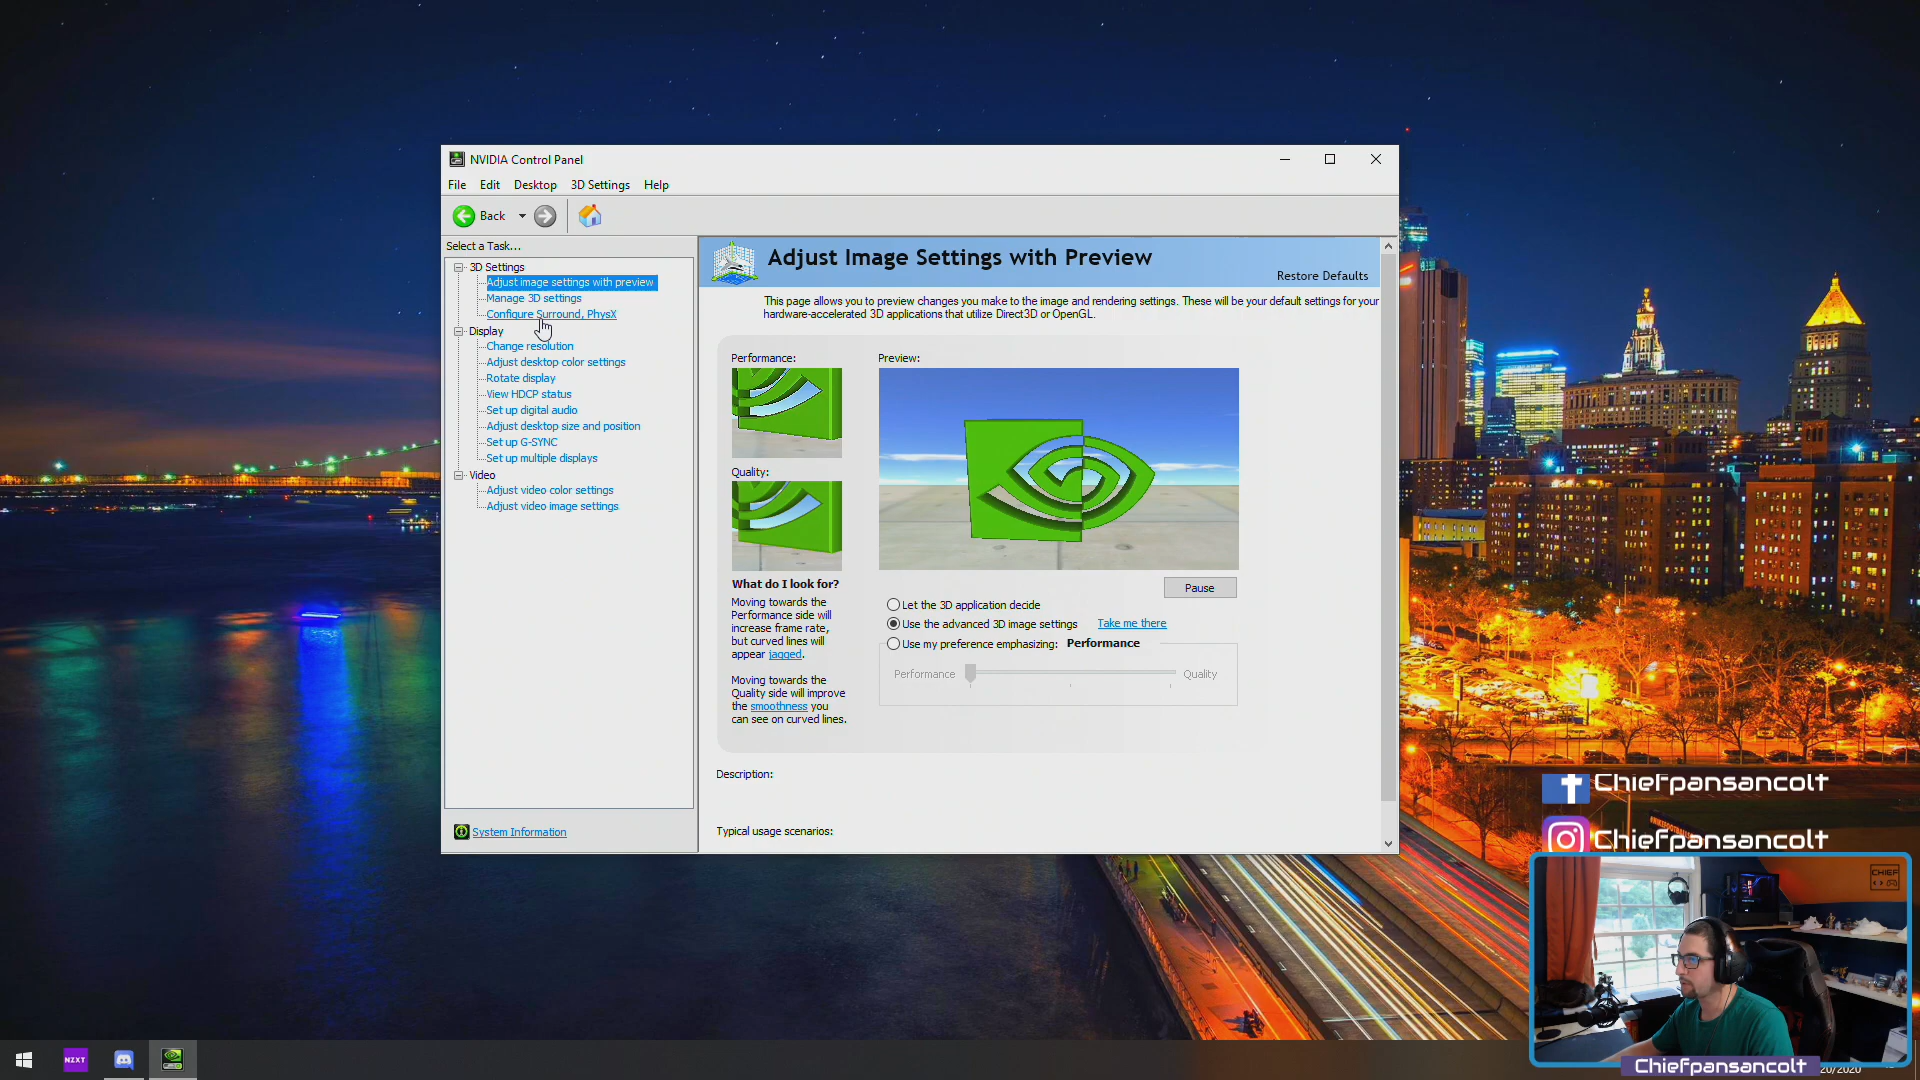 NVIDIA Control Panel
File Edit Desktop 3D Settings Help
Back
Select a Task...
3D Settings
Adjust image settings with preview
Manage 3D settings
Configure Surround, PhysX
Display
Change resolution
Adjust desktop color settings
Rotate display
View HDCP status
Set up digital audio
Adjust desktop size and position
Set up G-SYNC
Set up multiple displays
Video
Adjust video color settings
Adjust video image settings
System Information
Adjust Image Settings with Preview
Restore Defaults
This page allows you to preview changes you make to the image and rendering settings. These will be your default settings for your
hardware-accelerated 3D applications that utilize Direct3D or OpenGL.
Performance:
Preview:
Quality:
What do I look for?
Moving towards the
Performance side will
increase frame rate,
but curved lines will
appear jagged.
Moving towards the
Quality side will improve
the smoothness you
can see on curved lines.
Pause
Let the 3D application decide
Use the advanced 3D image settings Take me there
Use my preference emphasizing: Performance
Performance Quality
Description:
Typical usage scenarios:
Chiefpansancolt
Chiefpansancolt
CHIEF
Chiefpansancolt
NZXT
20/2020